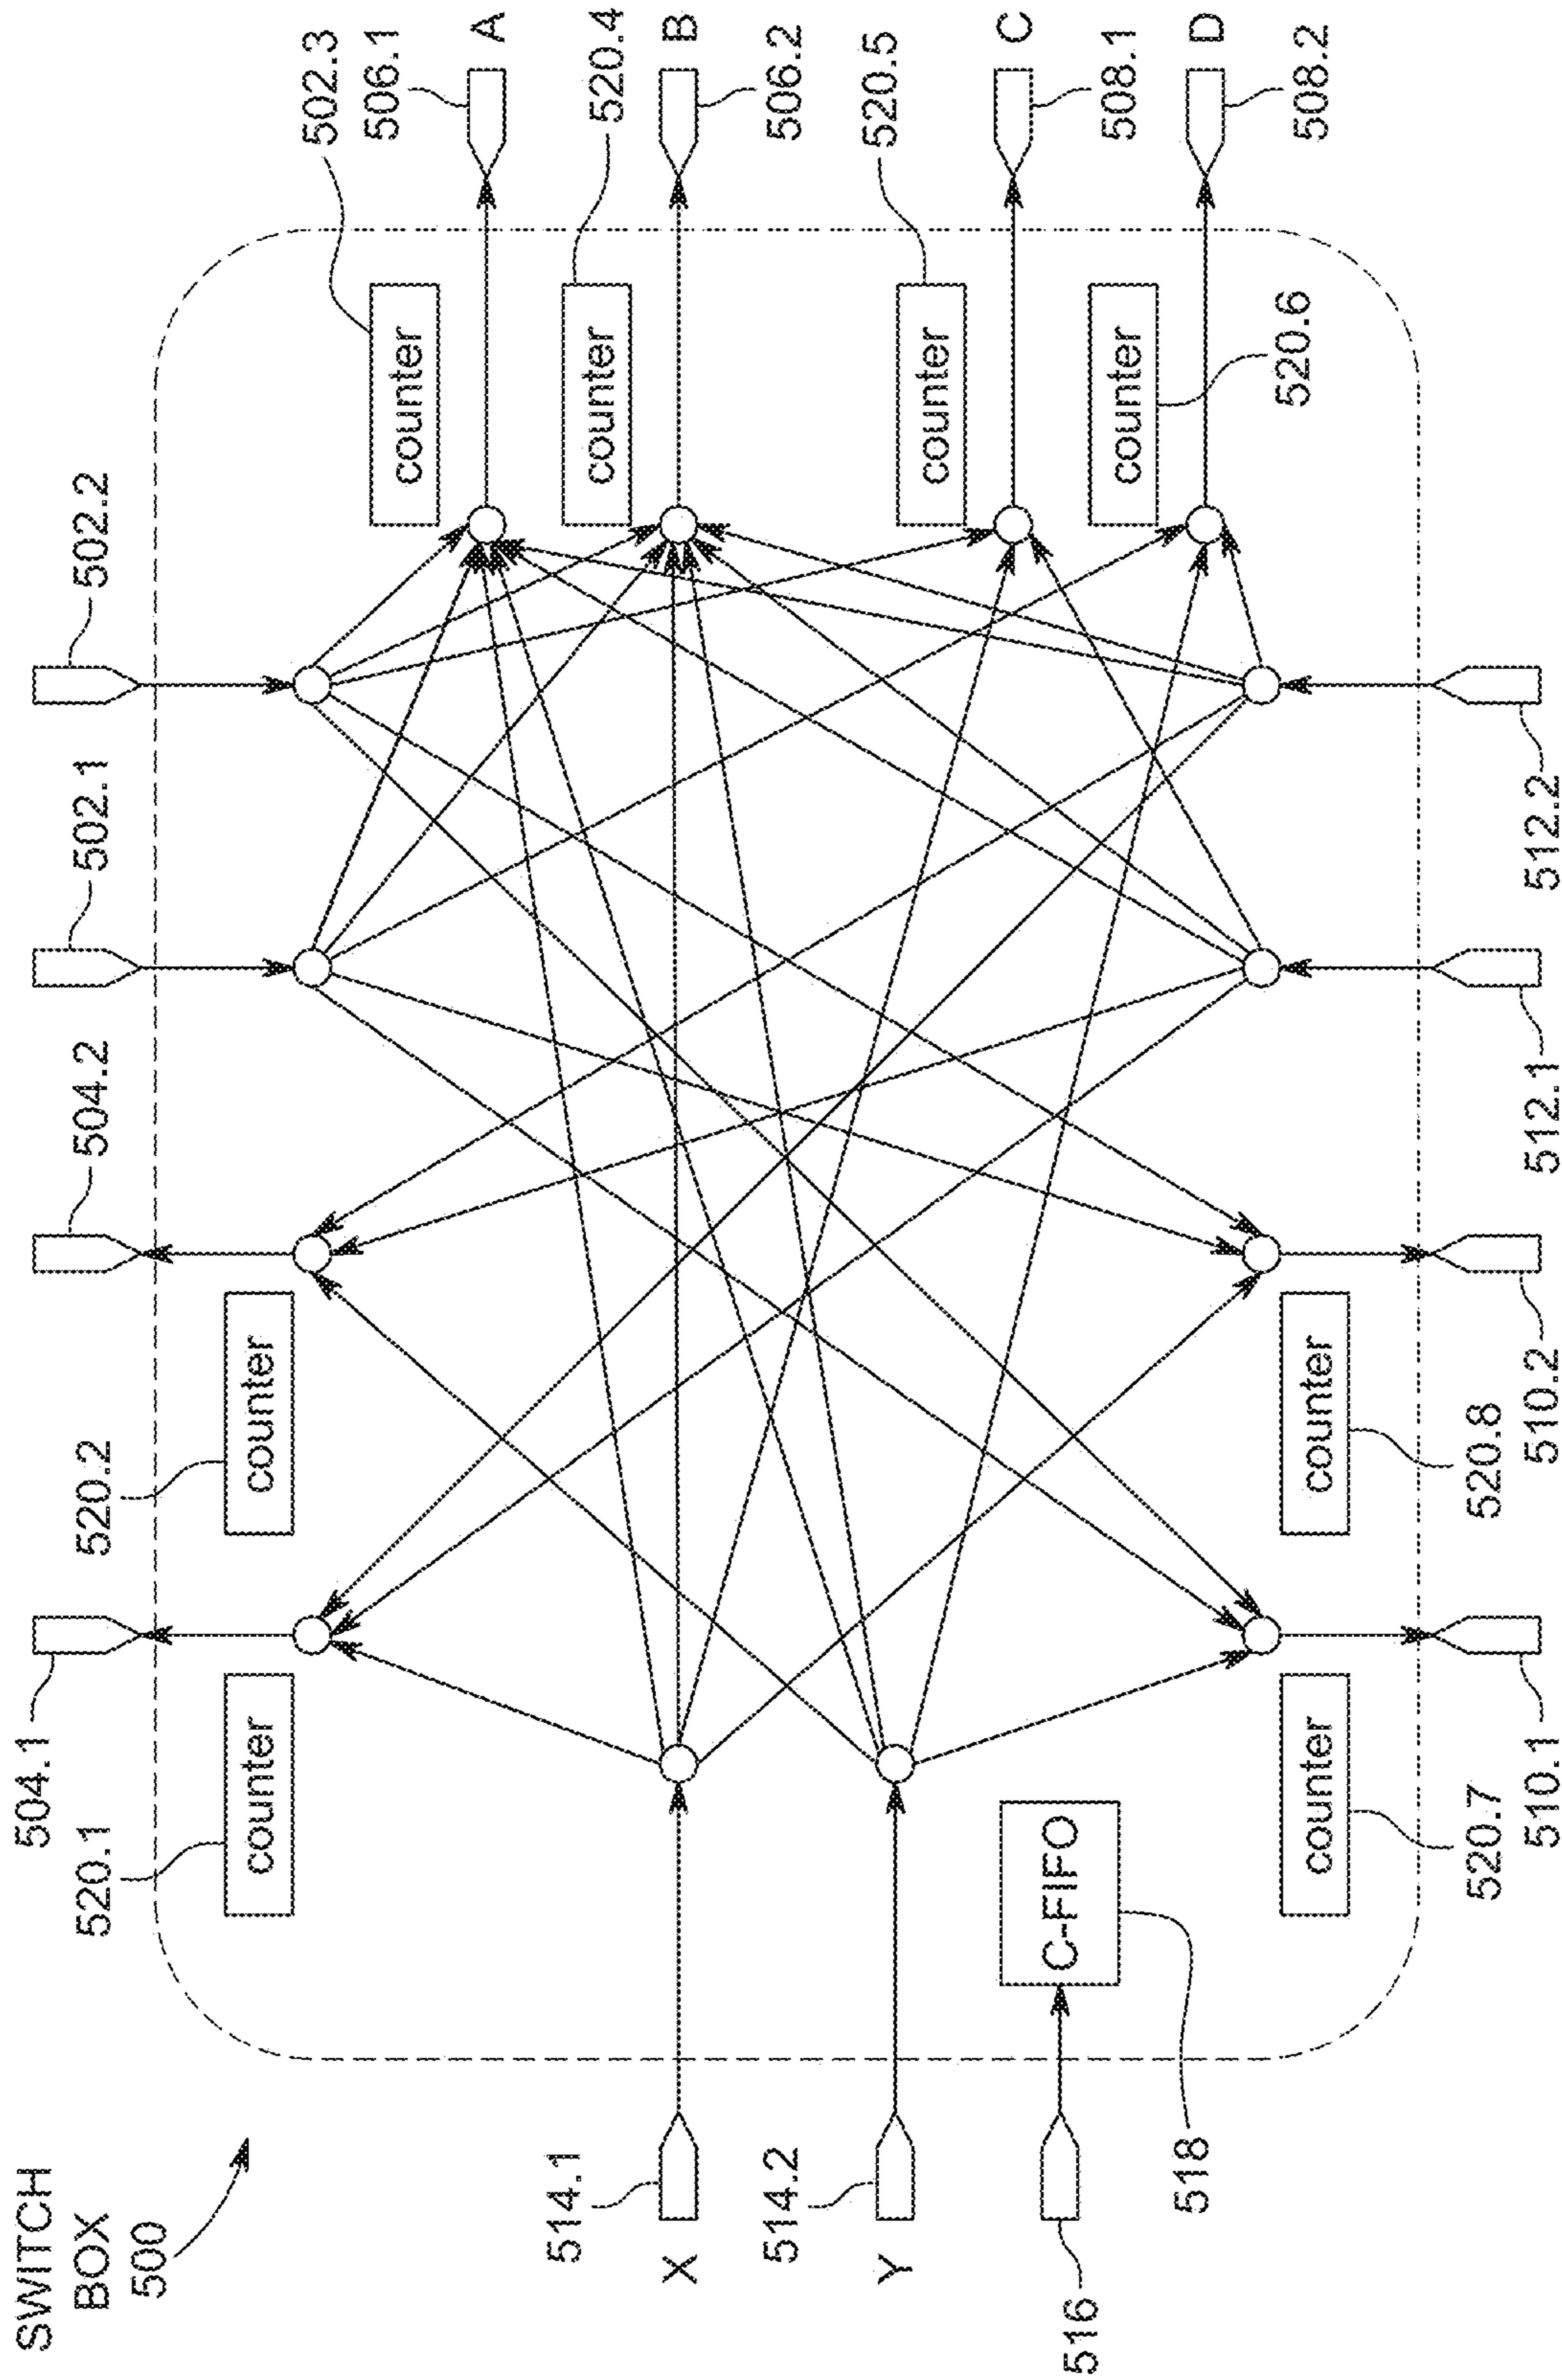 SWITCH
BOX
500
504.1
520.1
counter
520.2
counter
504.2
502.1
502.2
502.3
counter
506.1
A
520.4
counter
B
506.2
520.5
counter
C
508.1
counter
520.6
D
508.2
514.1
X
514.2
Y
516
C-FIFO
518
counter
520.7
510.1
counter
520.8
510.2
512.1
512.2